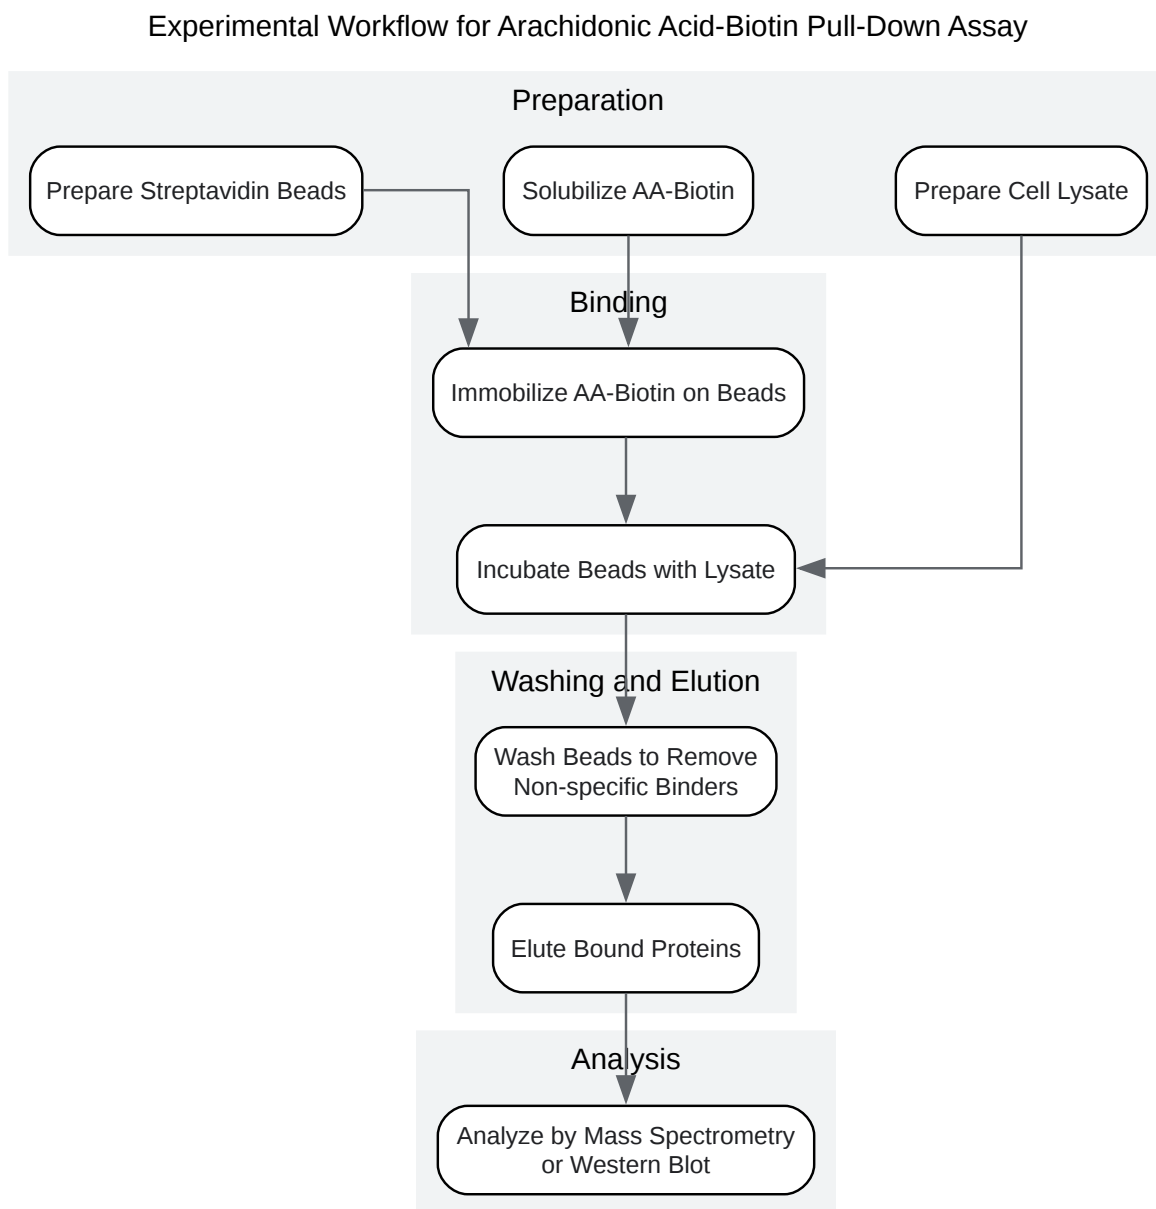 Experimental Workflow for Arachidonic Acid-Biotin Pull-Down Assay
Preparation
Prepare Streptavidin Beads
Solubilize AA-Biotin
Prepare Cell Lysate
Binding
Immobilize AA-Biotin on Beads
Incubate Beads with Lysate
Washing and Elution
Wash Beads to Remove
Non-specific Binders
Elute Bound Proteins
Analysis
Analyze by Mass Spectrometry
or Western Blot